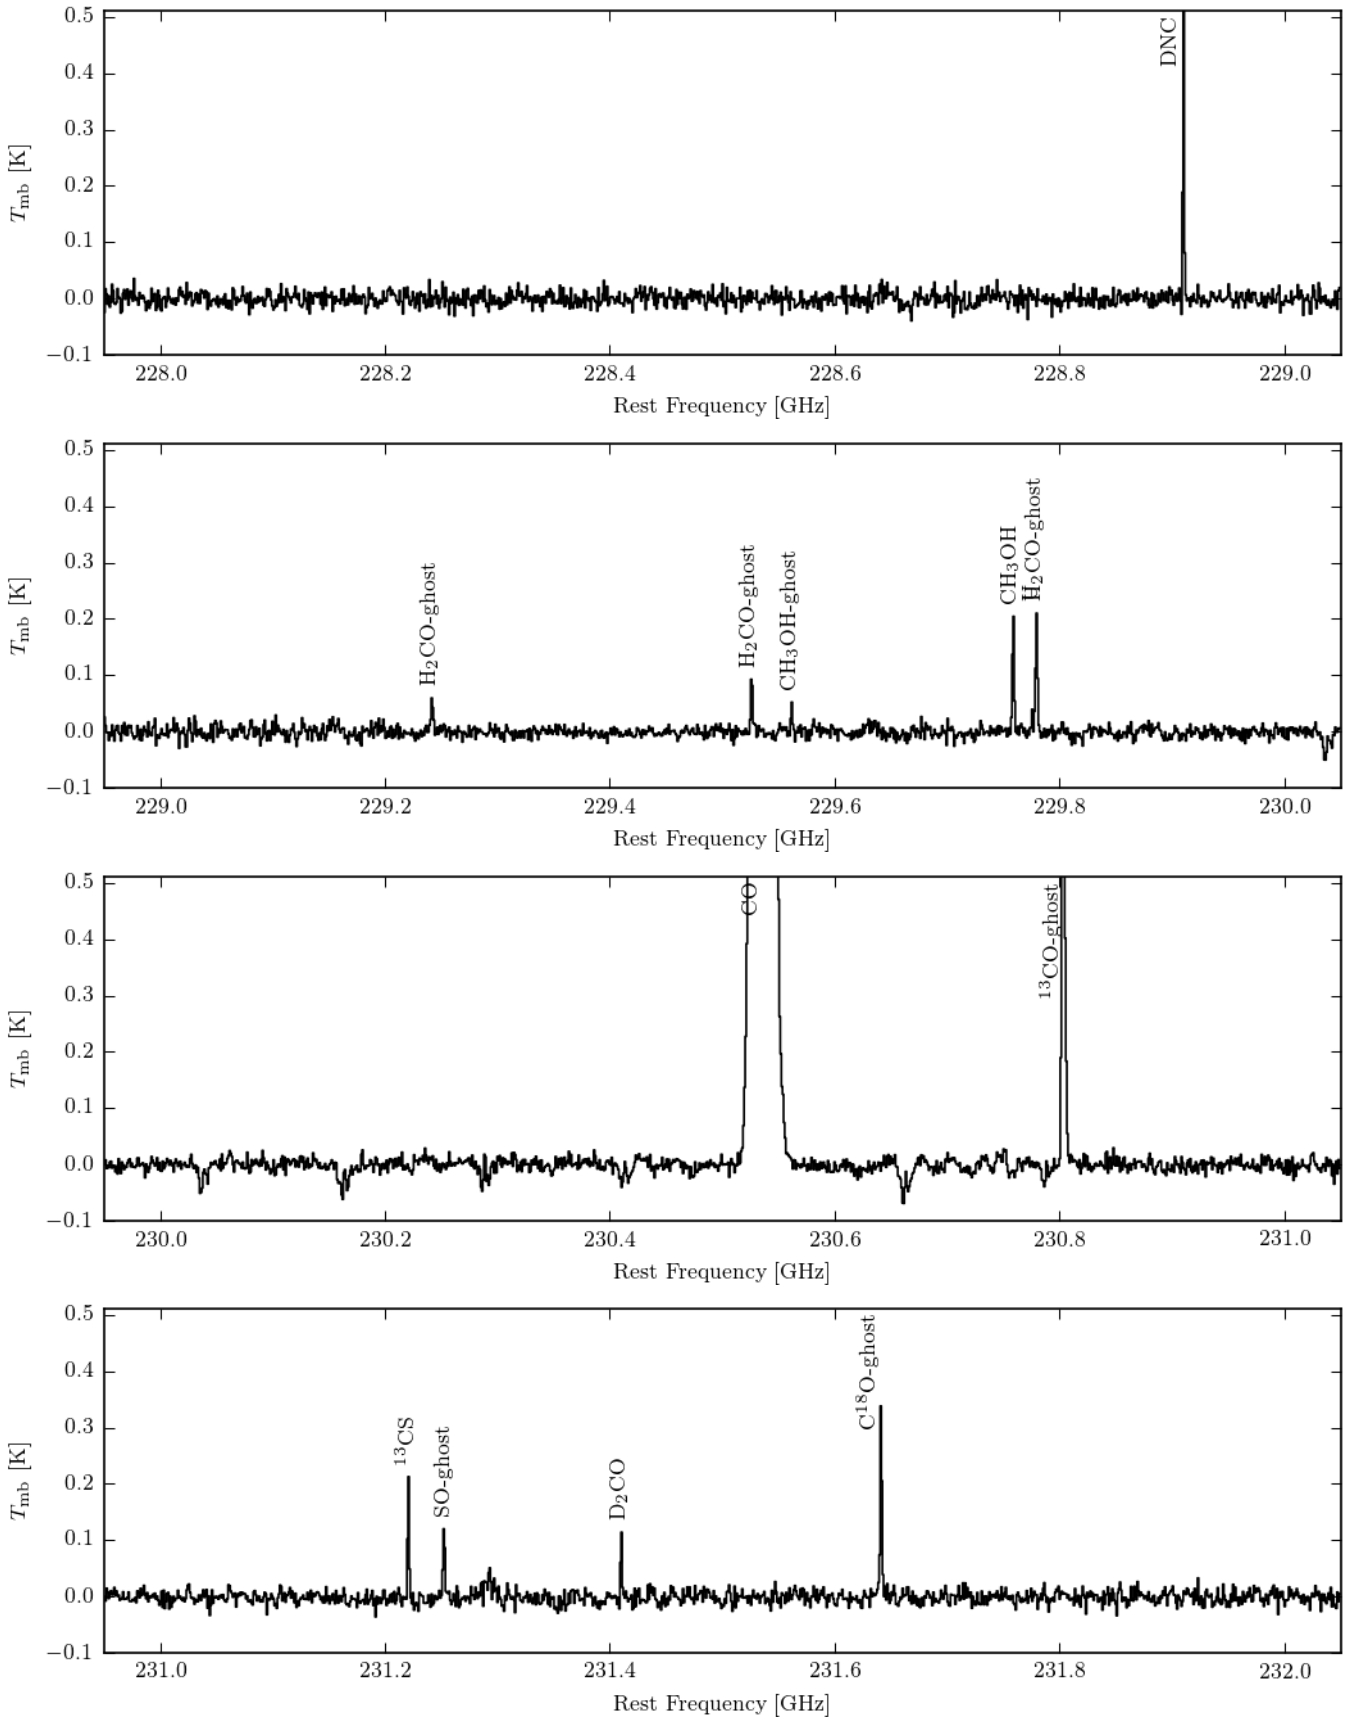 0.5
0.4
0.3
0.2
0.1
0.0
−0.1
T_mb [K]
DNC
228.0 228.2 228.4 228.6 228.8 229.0
Rest Frequency [GHz]
0.5
0.4
0.3
0.2
0.1
0.0
−0.1
T_mb [K]
H₂CO-ghost
H₂CO-ghost
CH₃OH-ghost
CH₃OH
H₂CO-ghost
229.0 229.2 229.4 229.6 229.8 230.0
Rest Frequency [GHz]
0.5
0.4
0.3
0.2
0.1
0.0
−0.1
T_mb [K]
CO
¹³CO-ghost
230.0 230.2 230.4 230.6 230.8 231.0
Rest Frequency [GHz]
0.5
0.4
0.3
0.2
0.1
0.0
−0.1
T_mb [K]
¹³CS
SO-ghost
D₂CO
C¹⁸O-ghost
231.0 231.2 231.4 231.6 231.8 232.0
Rest Frequency [GHz]